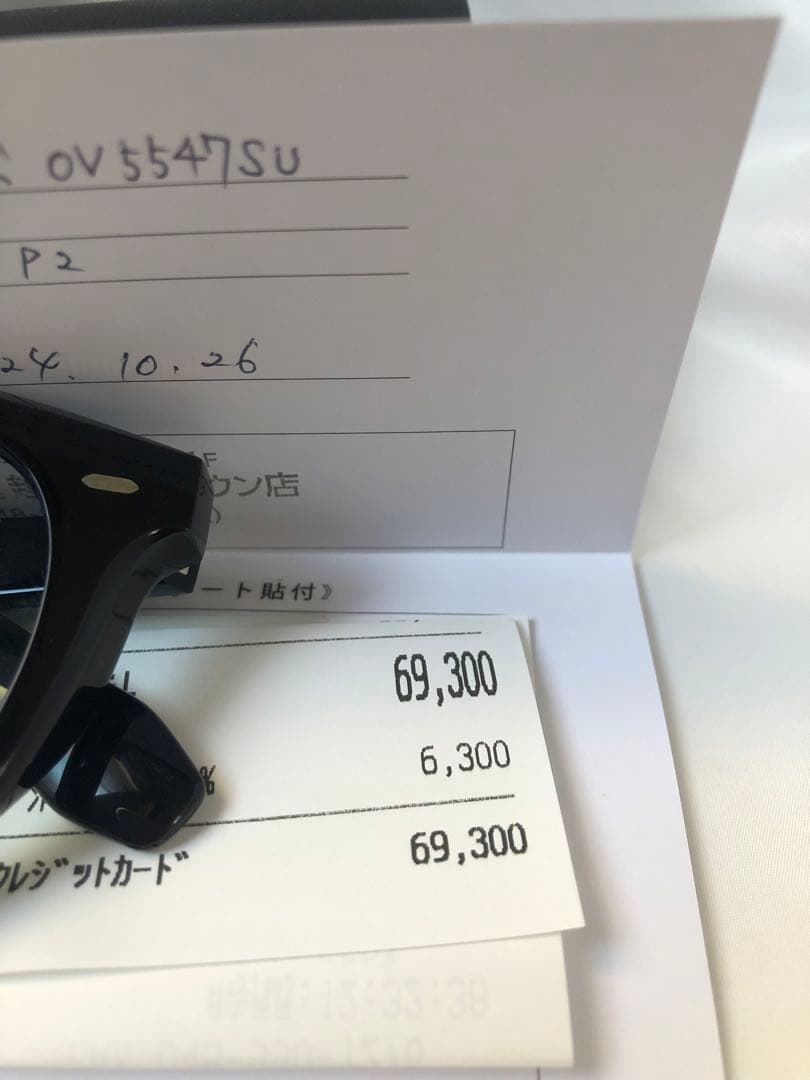 OV5547SU
P2
24. 10. 26
F
ウン店
ート貼付》
69,300
6,300
%
69,300
クレジットカード